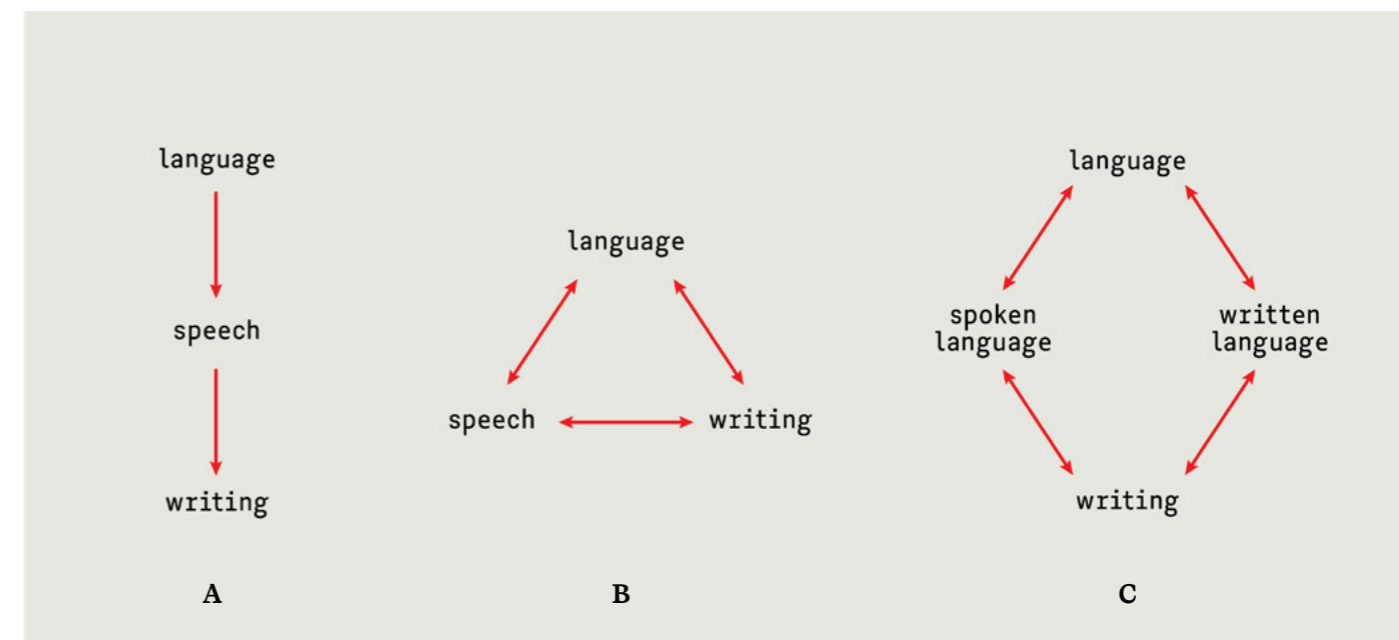 language
speech
writing
A
language
speech writing
B
language
spoken
language
written
language
writing
C